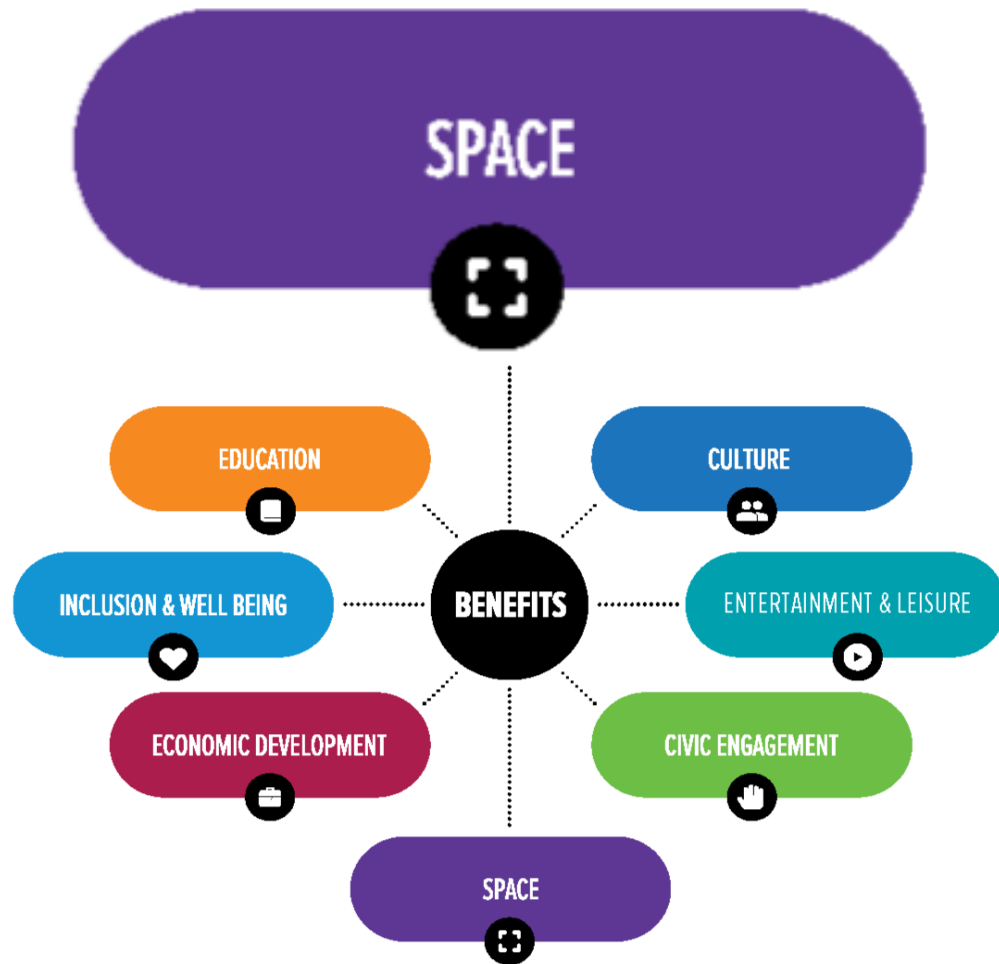 SPACE
EDUCATION
CULTURE
INCLUSION & WELL BEING
BENEFITS
ENTERTAINMENT & LEISURE
ECONOMIC DEVELOPMENT
CIVIC ENGAGEMENT
SPACE